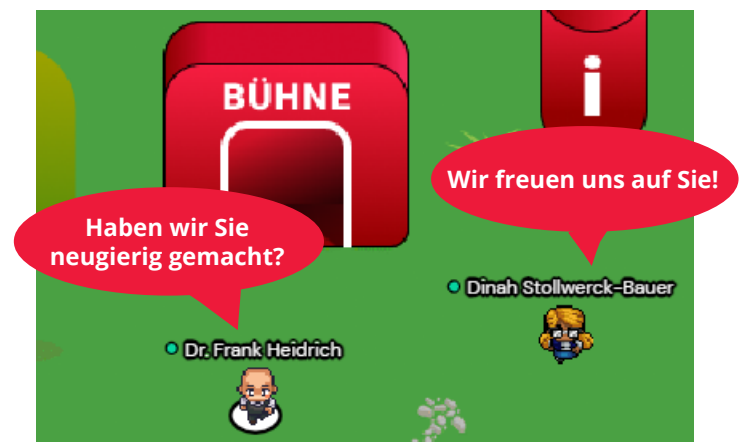 BÜHNE
i
Wir freuen uns auf Sie!
Haben wir Sie
neugierig gemacht?
Dinah Stollwerck-Bauer
Dr. Frank Heidrich